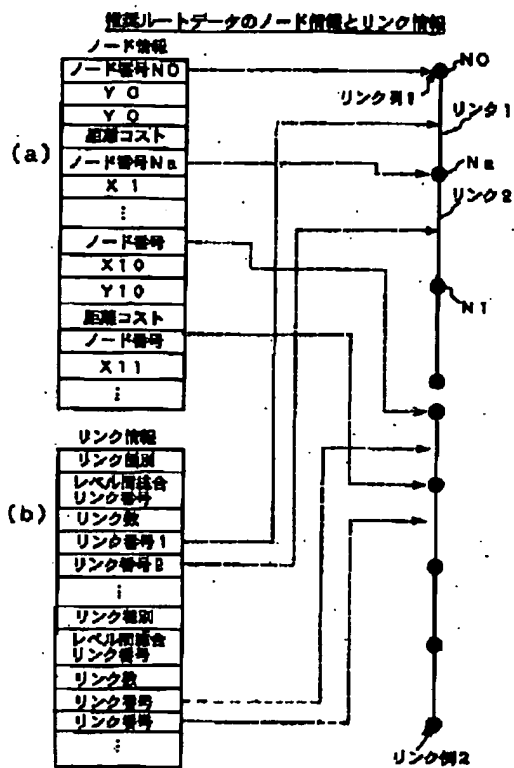 推奨ルートデータのノード情報とリンク情報
ノード情報
(a)
ノード番号N0
Y 0
Y 0
距離コスト
ノード番号Na
X 1
⋮
ノード番号
X10
Y10
距離コスト
ノード番号
X11
⋮
N0
リンク列1
リンク1
Na
リンク2
N1
リンク情報
(b)
リンク種別
レベル間統合
リンク番号
リンク数
リンク番号1
リンク番号2
⋮
リンク種別
レベル間統合
リンク番号
リンク数
リンク番号
リンク番号
⋮
リンク列2